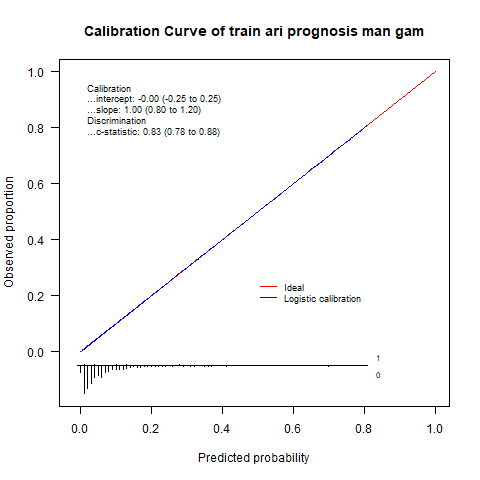 Calibration Curve of train ari prognosis man gam
Calibration
...intercept: -0.00 (-0.25 to 0.25)
...slope: 1.00 (0.80 to 1.20)
Discrimination
...c-statistic: 0.83 (0.78 to 0.88)
Observed proportion
1.0
0.8
0.6
0.4
0.2
0.0
Ideal
Logistic calibration
1
0
0.0 0.2 0.4 0.6 0.8 1.0
Predicted probability